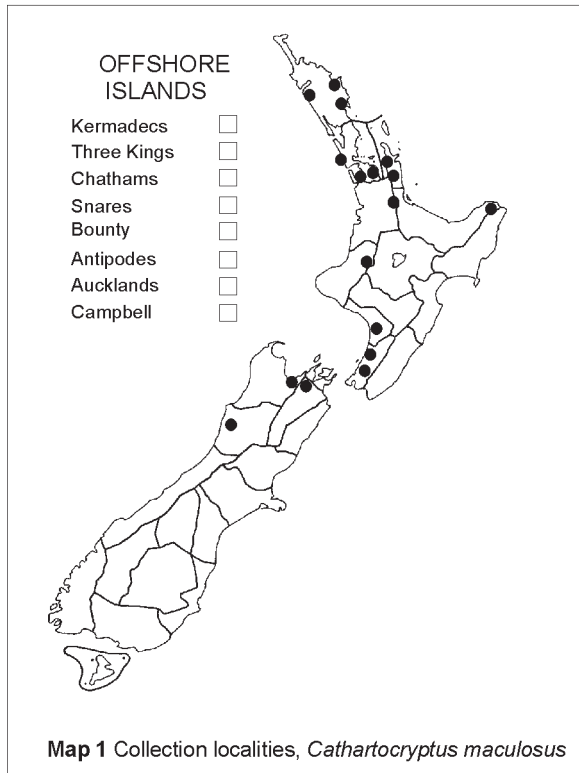 OFFSHORE
ISLANDS
Kermadecs
Three Kings
Chathams
Snares
Bounty
Antipodes
Aucklands
Campbell
Map 1 Collection localities, Cathartocryptus maculosus